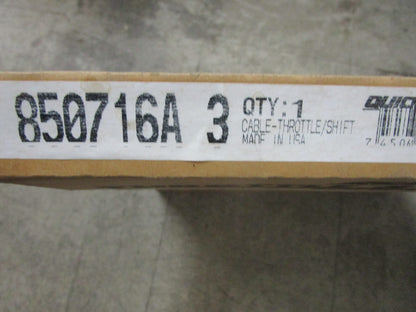 850716A 3
QTY: 1
CABLE-THROTTLE/SHIFT
MADE IN USA